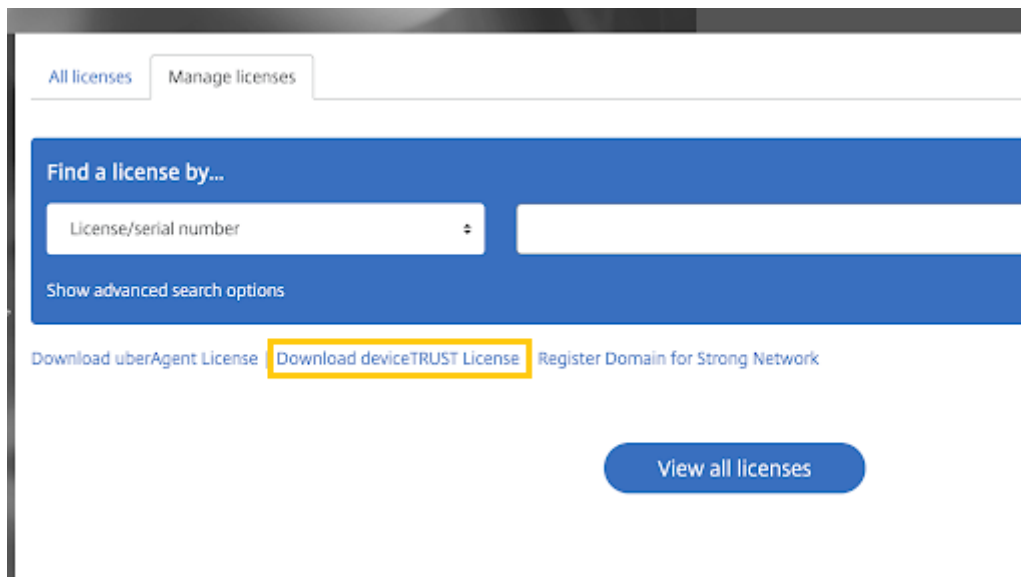 All licenses
Manage licenses
Find a license by...
License/serial number
Show advanced search options
Download uberAgent License | Download deviceTRUST License Register Domain for Strong Network
View all licenses